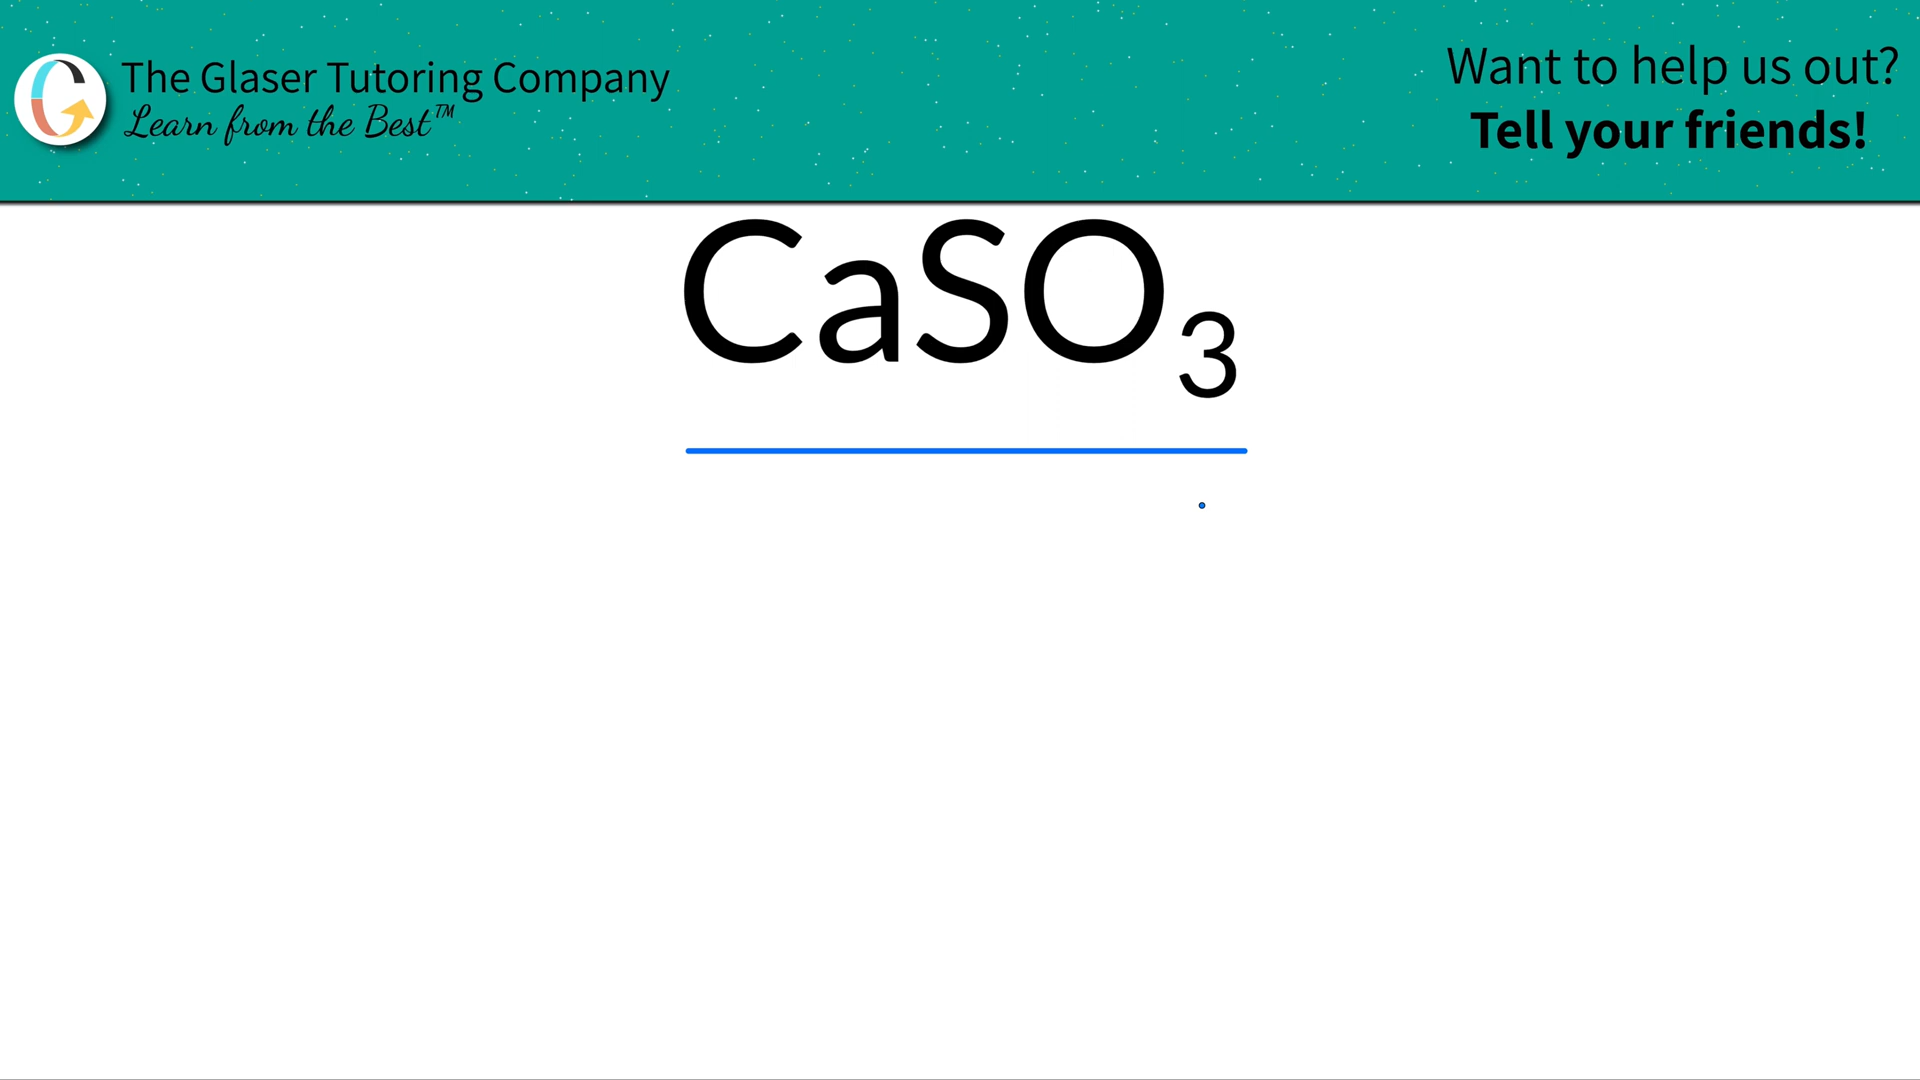 The Glaser Tutoring Company
Learn from the Best™
Want to help us out?
Tell your friends!
CaSO₃